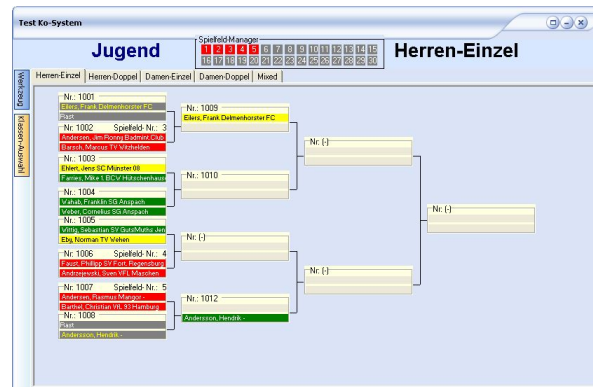 Test Ko-System
Jugend
Spielfeld-Manager
1 2 3 4 5 6 7 8 9 10 11 12 13 14 15
16 17 18 19 20 21 22 23 24 25 26 27 28 29 30
Herren-Einzel
Herren-Einzel Herren-Doppel Damen-Einzel Damen-Doppel Mixed
Werkzeug
Klassen-Auswahl
Nr.: 1001
Eilers, Frank Delmenhorster FC
Rast
Nr: 1002 Spielfeld- Nr.: 3
Andersen, Jim Ronny Badmint.Club
Barsch, Marcus TV Witzhelden
Nr.: 1003
Ehlert, Jens SC Münster 08
Farries, Mike 1. BCW Hütschenhausen
Nr.: 1004
Wahab, Franklin SG Anspach
Weber, Cornelius SG Anspach
Nr.: 1005
Wittig, Sebastian SV GutsMuths Jen
Eby, Norman TV Wehen
Nr.: 1006 Spielfeld- Nr.: 4
Faust, Phillipp SV Fort. Regensburg
Andrzejewski, Sven VFL Maschen
Nr.: 1007 Spielfeld- Nr.: 5
Andersen, Rasmus Mangor -
Barthel, Christian VfL 93 Hamburg
Nr.: 1008
Rast
Andersson, Hendrik -
Nr.: 1009
Eilers, Frank Delmenhorster FC
Nr.: 1010
Nr. (-)
Nr.: 1012
Andersson, Hendrik -
Nr. (-)
Nr. (-)
Nr. (-)